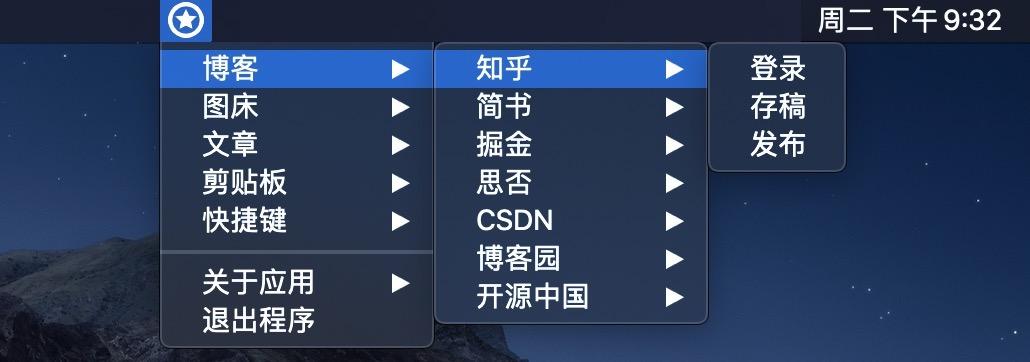 周二 下午9:32
博客
图床
文章
剪贴板
快捷键
关于应用
退出程序
知乎
简书
掘金
思否
CSDN
博客园
开源中国
登录
存稿
发布